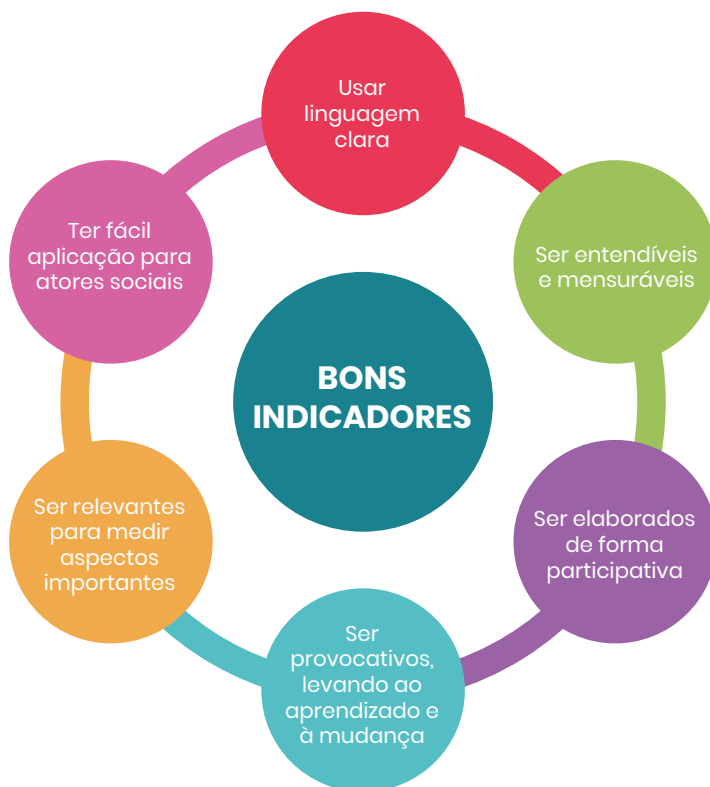 Usar
linguagem
clara
Ser entendíveis
e mensuráveis
Ser elaborados
de forma
participativa
Ser
provocativos,
levando ao
aprendizado e
à mudança
Ser relevantes
para medir
aspectos
importantes
Ter fácil
aplicação para
atores sociais
BONS
INDICADORES